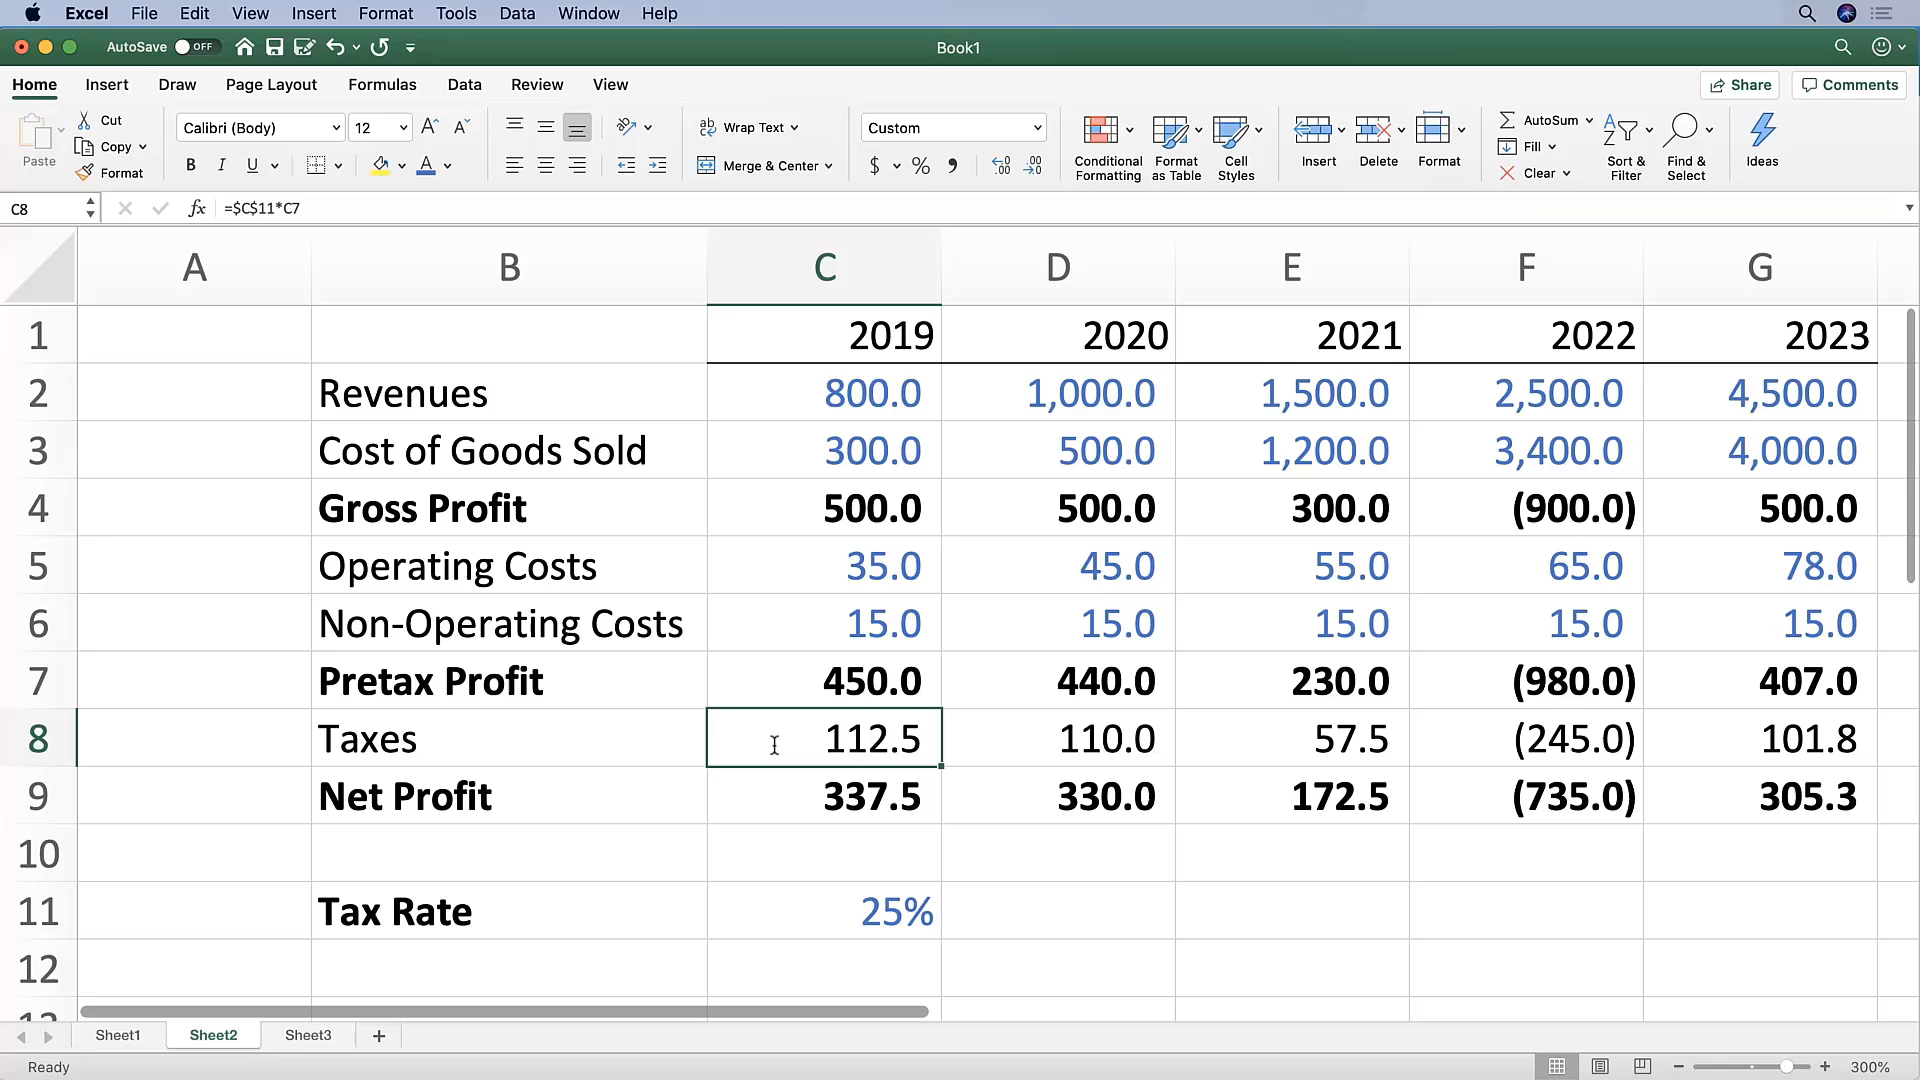 Excel File Edit View Insert Format Tools Data Window Help
AutoSave OFF Book1
Home Insert Draw Page Layout Formulas Data Review View Share Comments
Paste Cut Copy Format
Calibri (Body) 12 A^ A˅
B I U A
ab c Wrap Text
Merge & Center
Custom
$ % 9 .0 .00 .00 .0
Conditional Formatting
Format as Table
Cell Styles
Insert Delete Format
AutoSum
Fill
Clear
Sort & Filter
Find & Select
Ideas
C8 fx =$C$11*C7
A B C D E F G
1 2019 2020 2021 2022 2023
2 Revenues 800.0 1,000.0 1,500.0 2,500.0 4,500.0
3 Cost of Goods Sold 300.0 500.0 1,200.0 3,400.0 4,000.0
4 Gross Profit 500.0 500.0 300.0 (900.0) 500.0
5 Operating Costs 35.0 45.0 55.0 65.0 78.0
6 Non-Operating Costs 15.0 15.0 15.0 15.0 15.0
7 Pretax Profit 450.0 440.0 230.0 (980.0) 407.0
8 Taxes 112.5 110.0 57.5 (245.0) 101.8
9 Net Profit 337.5 330.0 172.5 (735.0) 305.3
10
11 Tax Rate 25%
12
13
Sheet1 Sheet2 Sheet3 +
Ready 300%